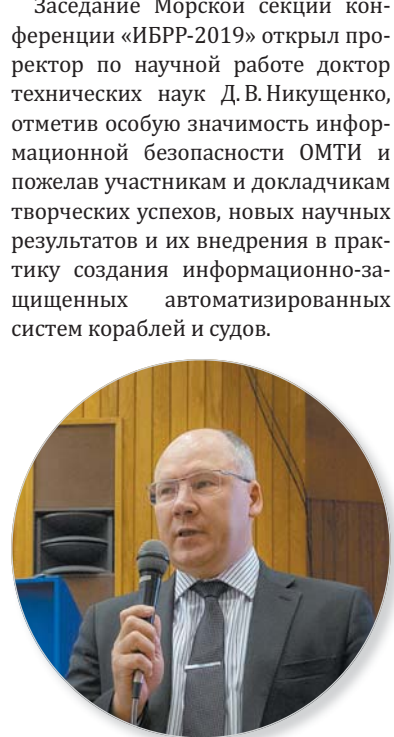 Заседание Морской секции кон-
ференции «ИБРР-2019» открыл про-
ректор по научной работе доктор
технических наук Д. В. Никущенко,
отметив особую значимость инфор-
мационной безопасности ОМТИ и
пожелав участникам и докладчикам
творческих успехов, новых научных
результатов и их внедрения в прак-
тику создания информационно-за-
щищенных автоматизированных
систем кораблей и судов.